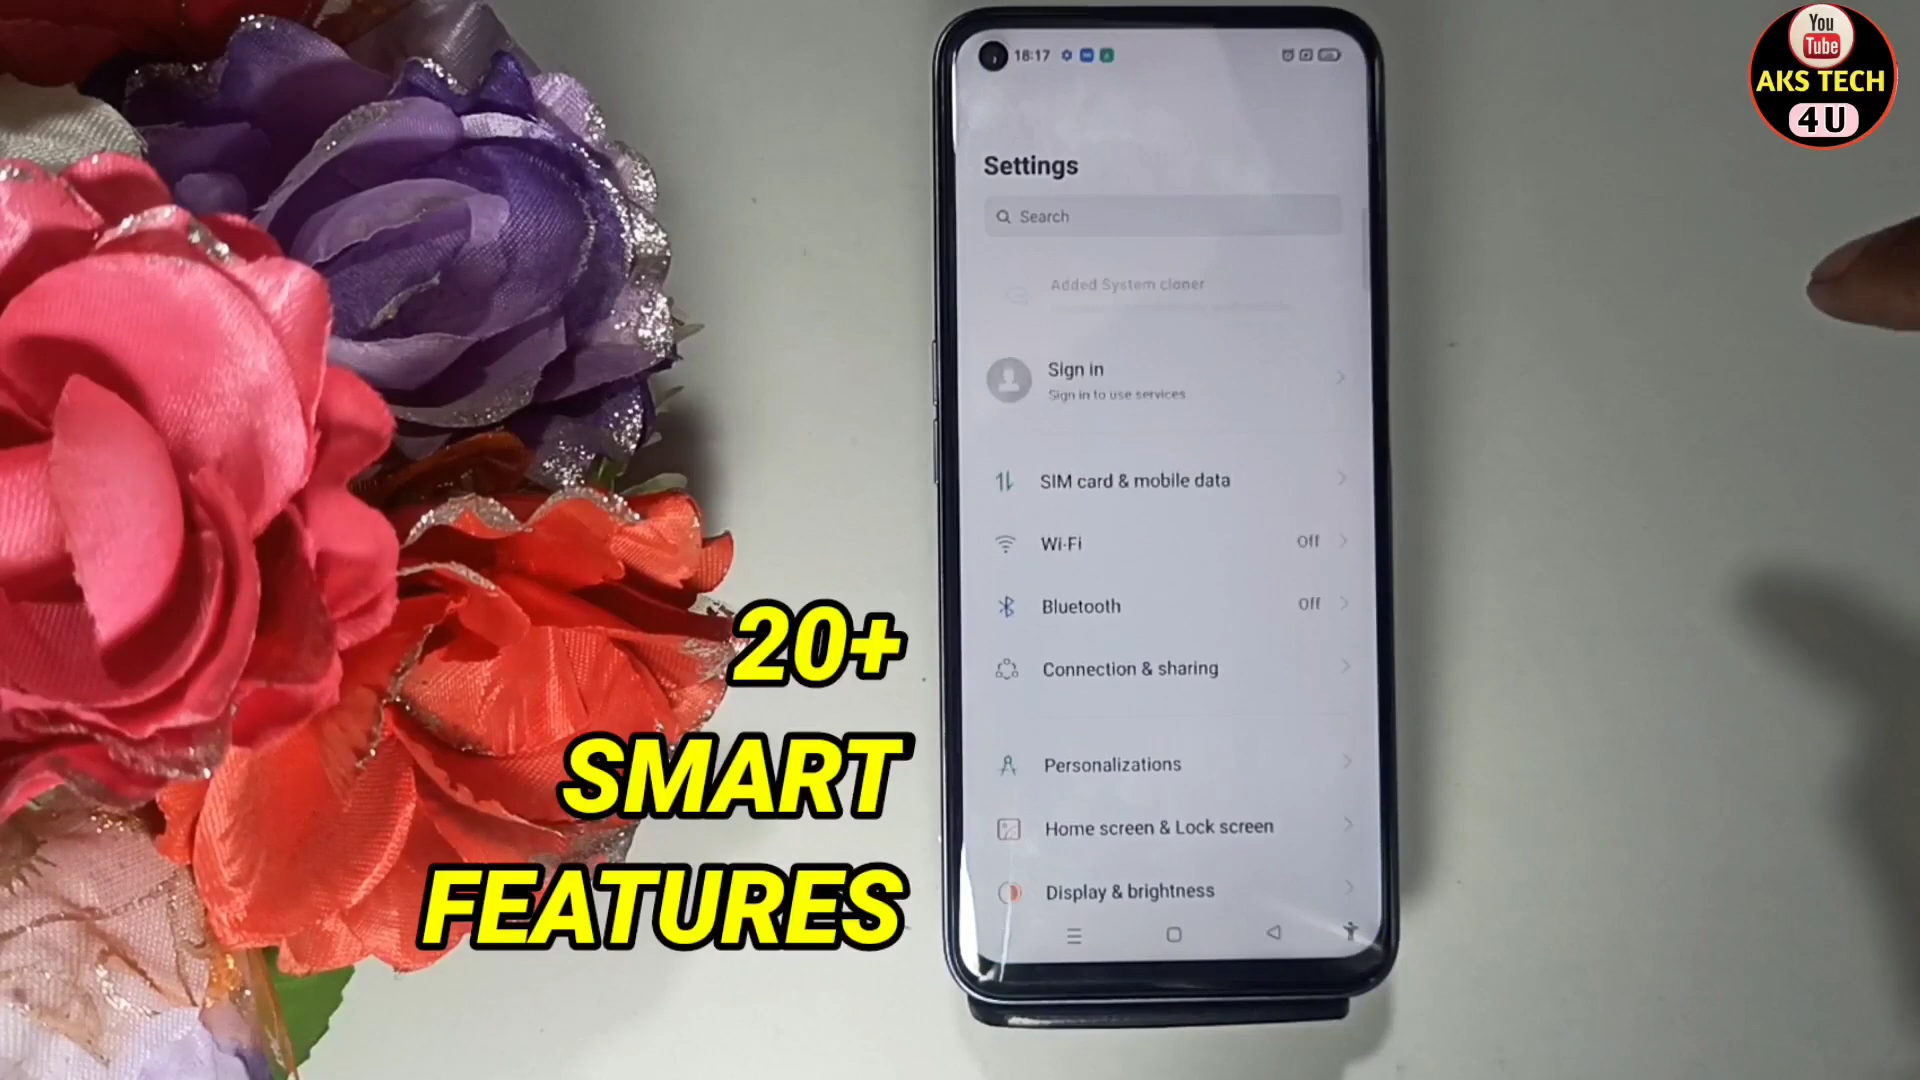 18:17
Settings
Search
Added System cloner
Sign in
Sign in to use services
SIM card & mobile data
Wi-Fi
Off
Bluetooth
Off
Connection & sharing
Personalizations
Home screen & Lock screen
Display & brightness
20+
SMART
FEATURES
You
Tube
AKS TECH
4U